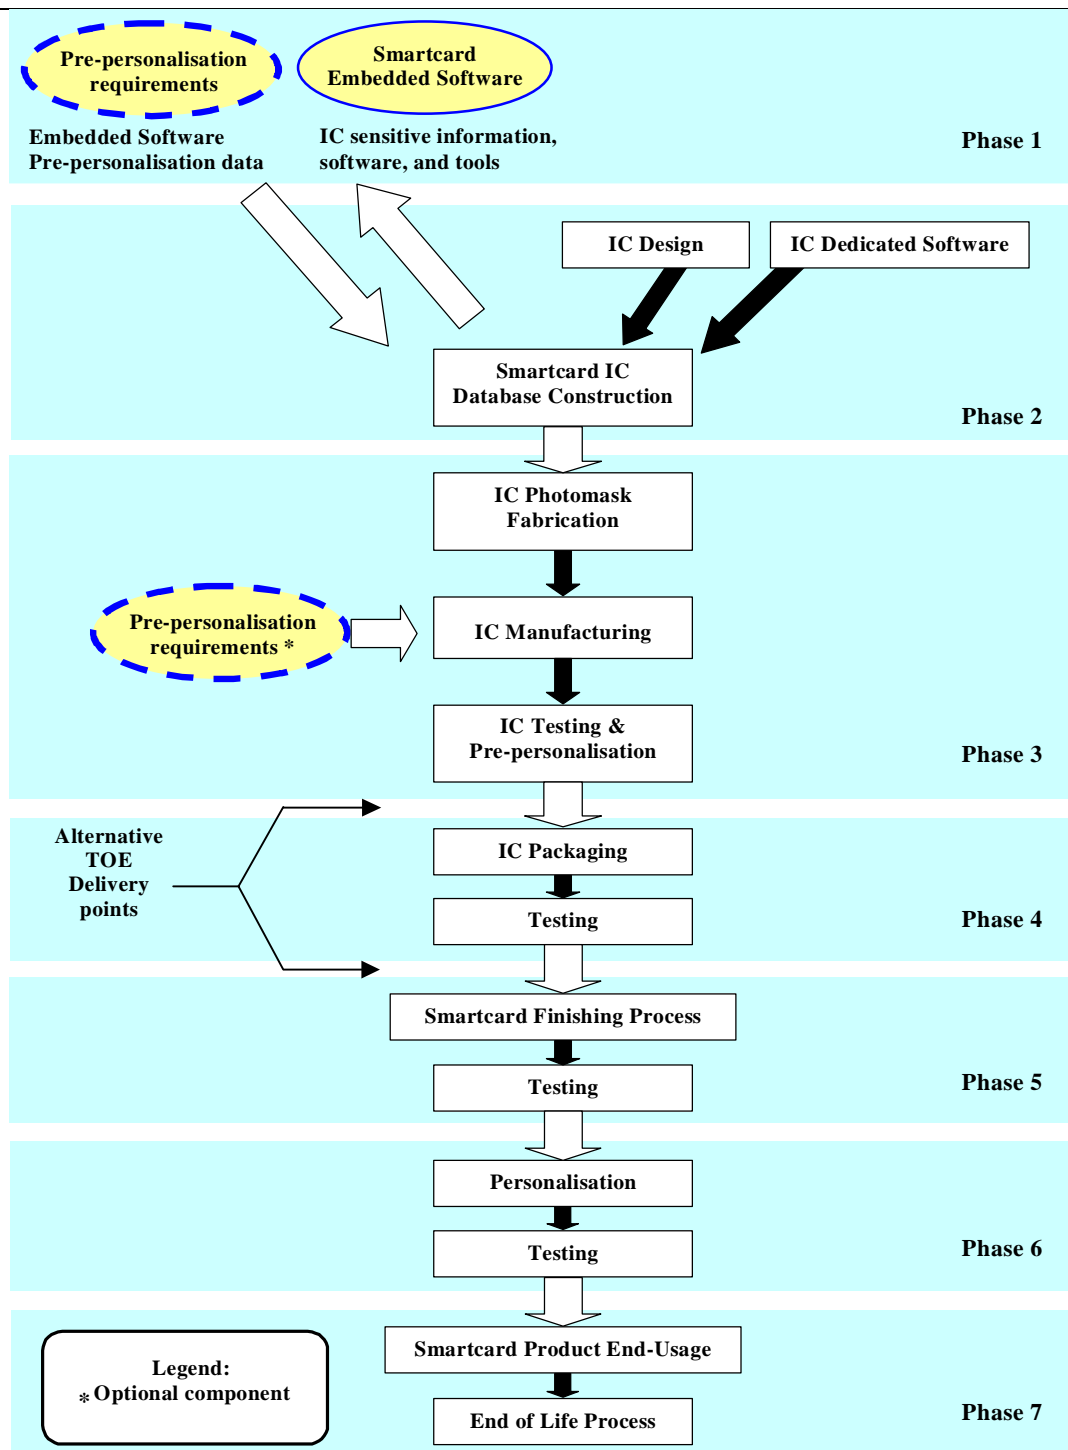 Pre-personalisation
requirements
Smartcard
Embedded Software
Embedded Software
Pre-personalisation data
IC sensitive information,
software, and tools
Phase 1
IC Design
IC Dedicated Software
Smartcard IC
Database Construction
Phase 2
IC Photomask
Fabrication
Pre-personalisation
requirements *
IC Manufacturing
IC Testing &
Pre-personalisation
Phase 3
Alternative
TOE
Delivery
points
IC Packaging
Testing
Phase 4
Smartcard Finishing Process
Testing
Phase 5
Personalisation
Testing
Phase 6
Smartcard Product End-Usage
Legend:
* Optional component
End of Life Process
Phase 7